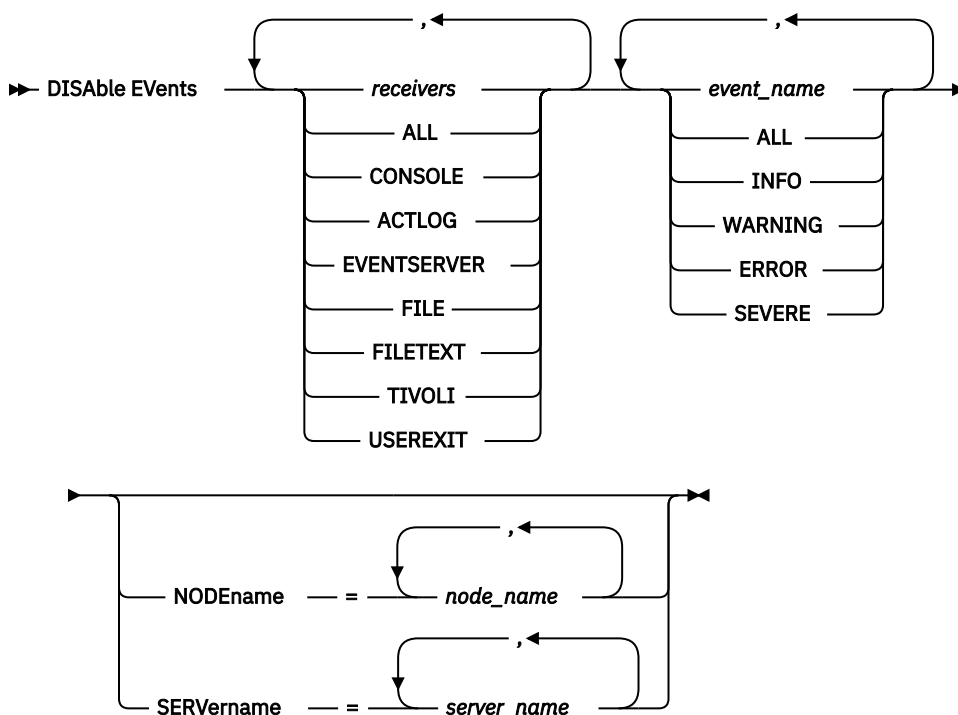 , ,
DISAble EVents receivers event_name
ALL ALL
CONSOLE INFO
ACTLOG WARNING
EVENTSERVER ERROR
FILE SEVERE
FILETEXT
TIVOLI
USEREXIT
,
NODEname = node_name
,
SERVername = server_name